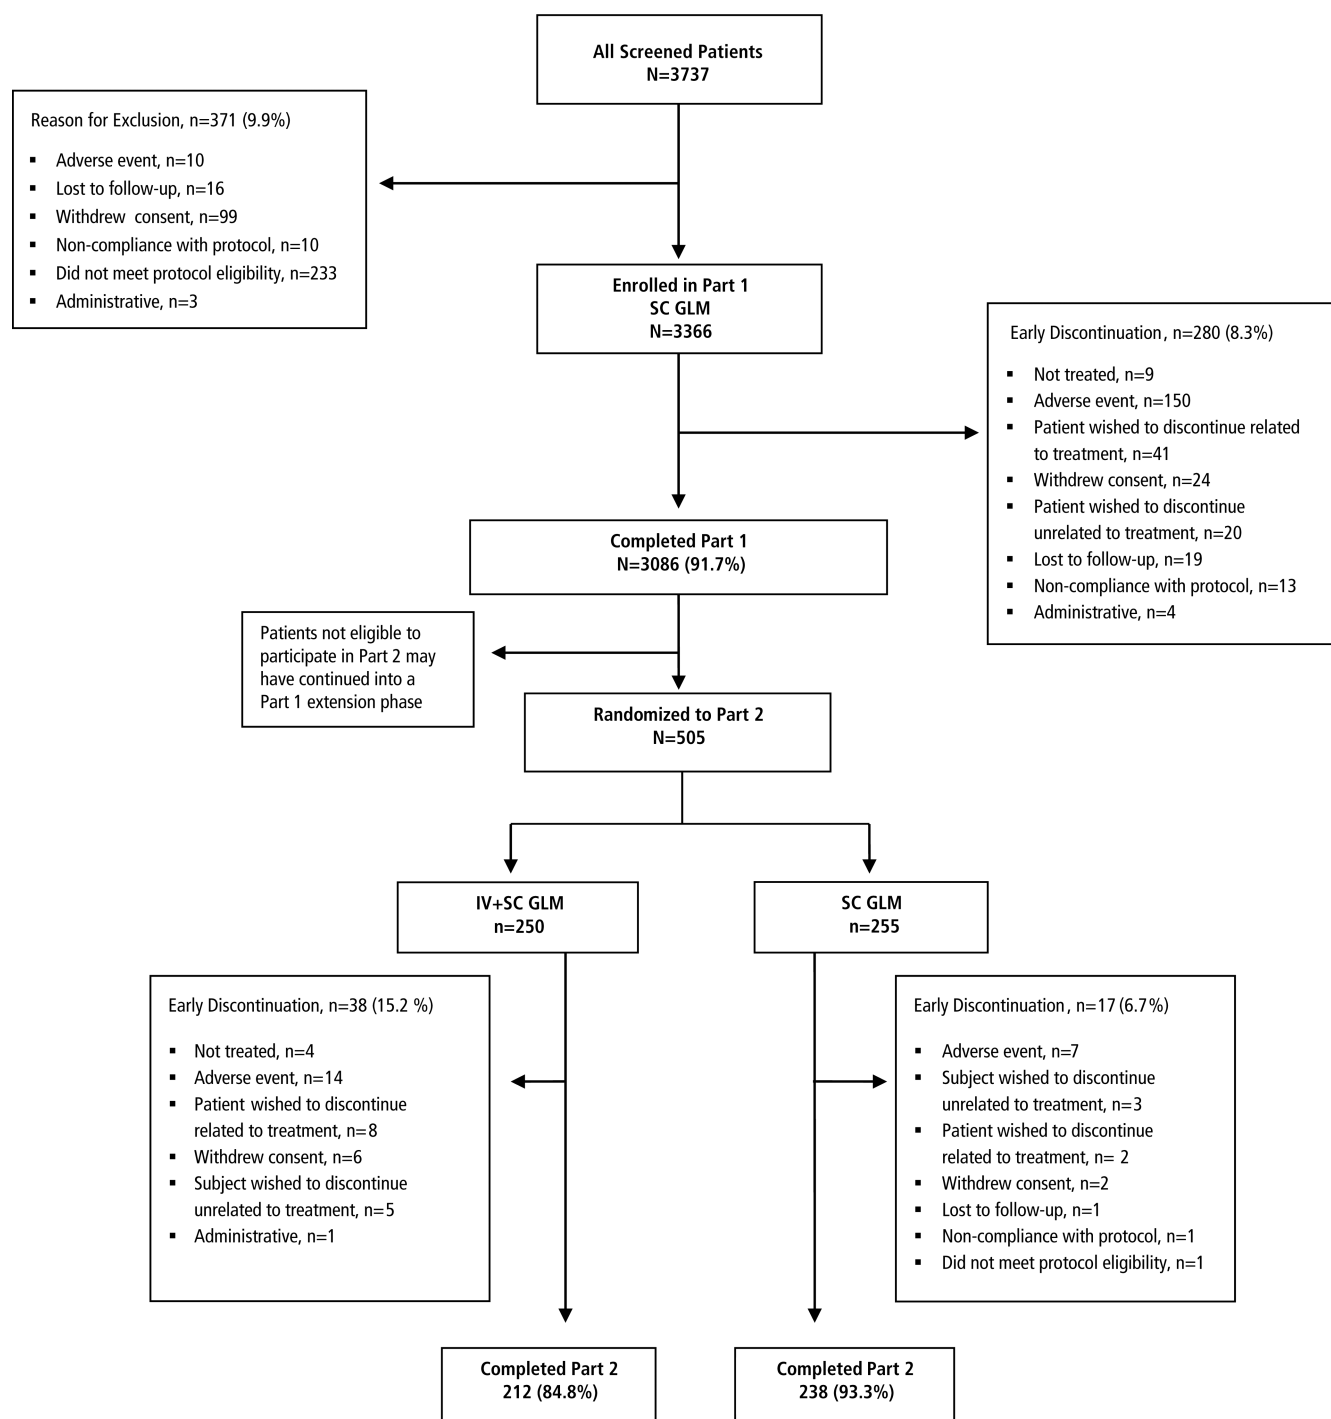 All Screened Patients
N=3737
Reason for Exclusion, n=371 (9.9%)
▪ Adverse event, n=10
▪ Lost to follow-up, n=16
▪ Withdrew consent, n=99
▪ Non-compliance with protocol, n=10
▪ Did not meet protocol eligibility, n=233
▪ Administrative, n=3
Enrolled in Part 1
SC GLM
N=3366
Early Discontinuation, n=280 (8.3%)
▪ Not treated, n=9
▪ Adverse event, n=150
▪ Patient wished to discontinue related
to treatment, n=41
▪ Withdrew consent, n=24
▪ Patient wished to discontinue
unrelated to treatment, n=20
▪ Lost to follow-up, n=19
▪ Non-compliance with protocol, n=13
▪ Administrative, n=4
Completed Part 1
N=3086 (91.7%)
Patients not eligible to
participate in Part 2 may
have continued into a
Part 1 extension phase
Randomized to Part 2
N=505
IV+SC GLM
n=250
SC GLM
n=255
Early Discontinuation, n=38 (15.2 %)
▪ Not treated, n=4
▪ Adverse event, n=14
▪ Patient wished to discontinue
related to treatment, n=8
▪ Withdrew consent, n=6
▪ Subject wished to discontinue
unrelated to treatment, n=5
▪ Administrative, n=1
Early Discontinuation, n=17 (6.7%)
▪ Adverse event, n=7
▪ Subject wished to discontinue
unrelated to treatment, n=3
▪ Patient wished to discontinue
related to treatment, n= 2
▪ Withdrew consent, n=2
▪ Lost to follow-up, n=1
▪ Non-compliance with protocol, n=1
▪ Did not meet protocol eligibility, n=1
Completed Part 2
212 (84.8%)
Completed Part 2
238 (93.3%)